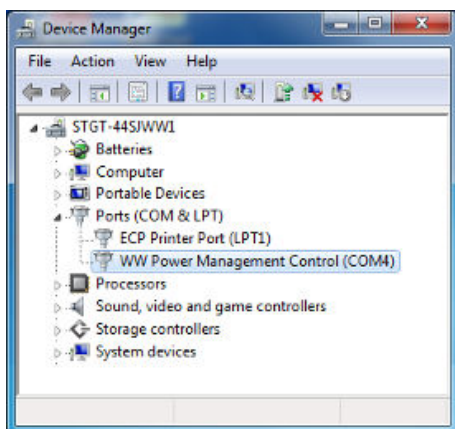 Device Manager
File Action View Help
STGT-44SJWW1
Batteries
Computer
Portable Devices
Ports (COM & LPT)
ECP Printer Port (LPT1)
WW Power Management Control (COM4)
Processors
Sound, video and game controllers
Storage controllers
System devices